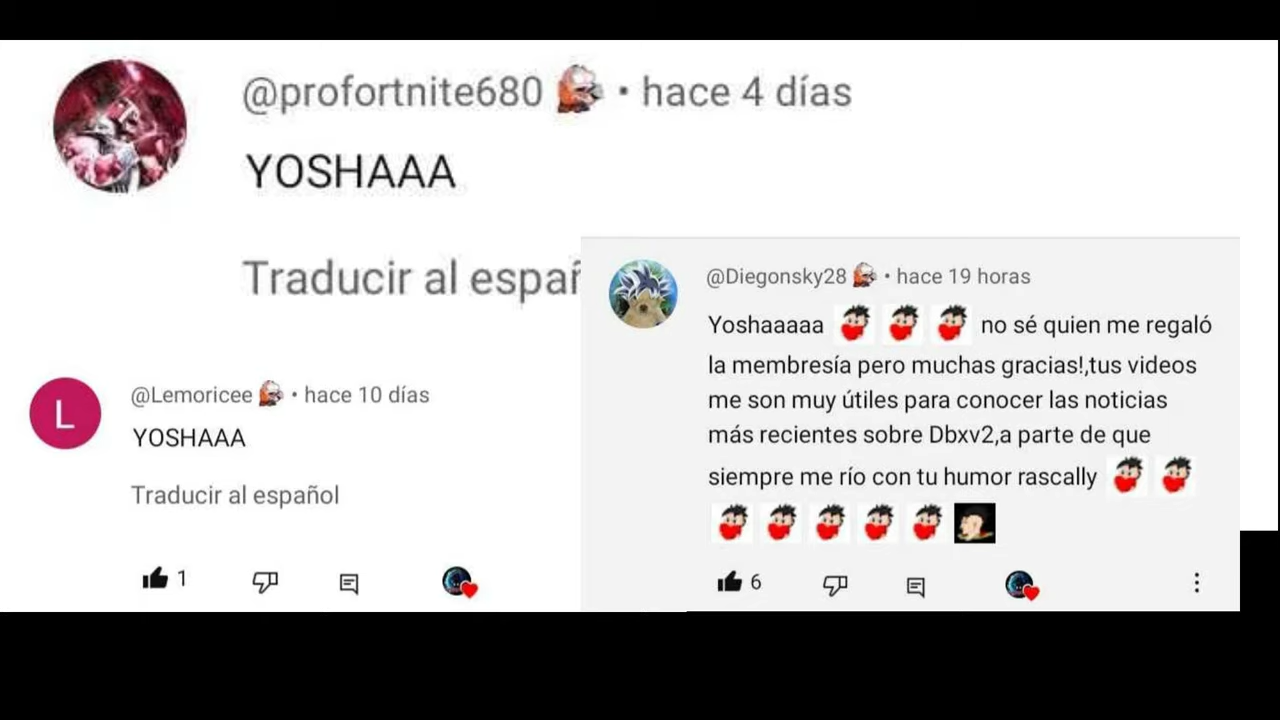 @profortnite680 • hace 4 días
YOSHAAA
Traducir al españ
@Lemoricee • hace 10 días
L
YOSHAAA
Traducir al español
1
@Diegonsky28 • hace 19 horas
Yoshaaaaa no sé quien me regaló
la membresía pero muchas gracias!,tus videos
me son muy útiles para conocer las noticias
más recientes sobre Dbxv2,a parte de que
siempre me río con tu humor rascally
6